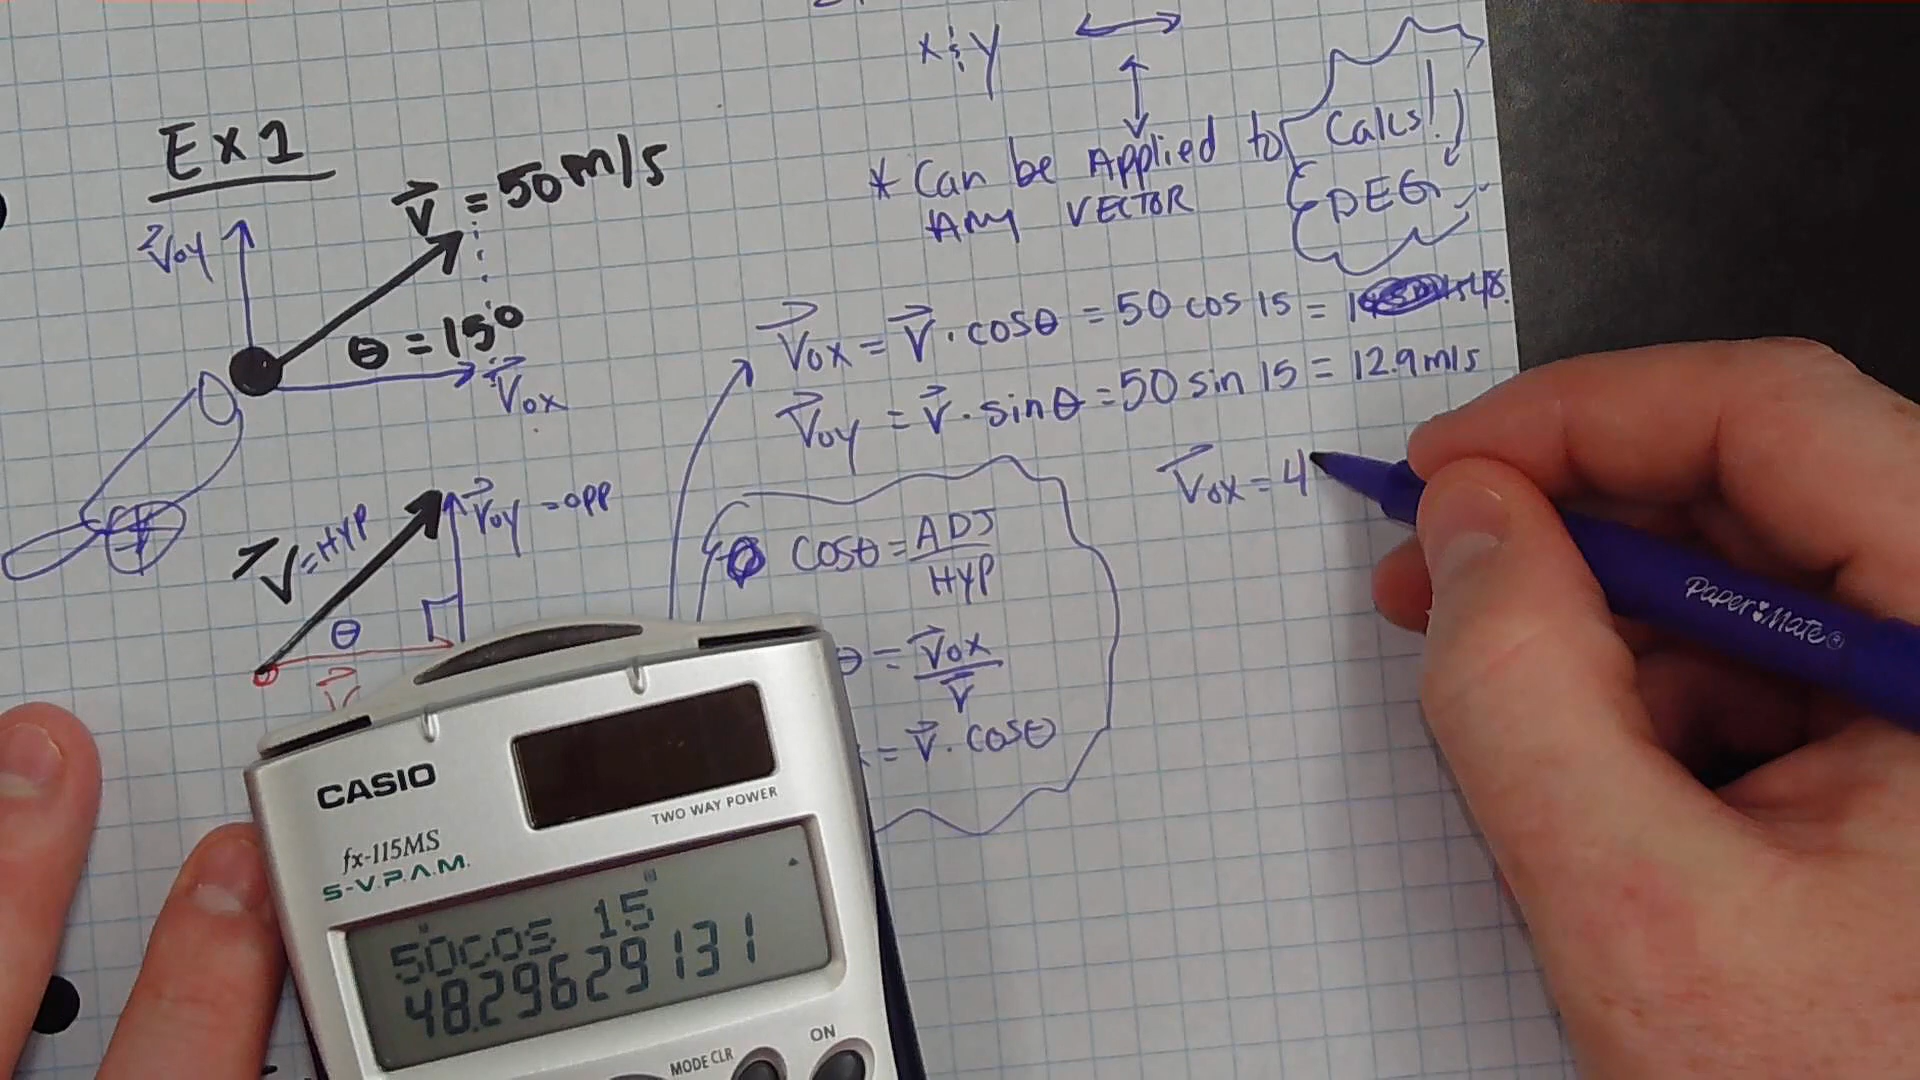 x & y
* Can be Applied to
Any VECTOR
Calcs!
DEG
Ex 1
V = 50 m/s
Voy
θ = 15°
Vox
Vox = V · cosθ = 50 cos 15 = 48.
Voy = V · sinθ = 50 sin 15 = 12.9 m/s
Vox = 4
V = HYP
Voy = OPP
θ
V
cosθ = ADJ / HYP
θ = Vox / V
= V · cosθ
CASIO
TWO WAY POWER
fx-115MS
S-V.P.A.M.
50cos 15
48.29629131
MODE CLR
ON
Paper Mate®